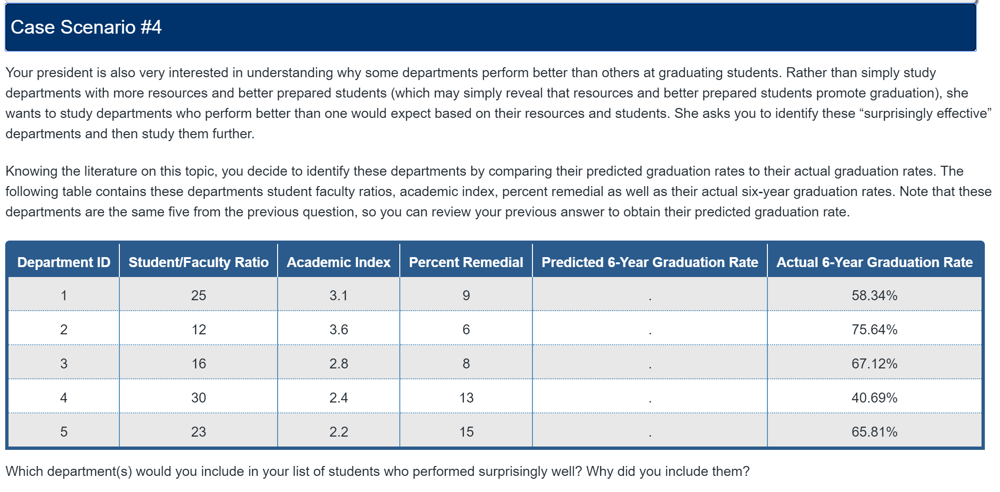 Case Scenario #4
Your president is also very interested in understanding why some departments perform better than others at graduating students. Rather than simply study
departments with more resources and better prepared students (which may simply reveal that resources and better prepared students promote graduation), she
wants to study departments who perform better than one would expect based on their resources and students. She asks you to identify these “surprisingly effective”
departments and then study them further.
Knowing the literature on this topic, you decide to identify these departments by comparing their predicted graduation rates to their actual graduation rates. The
following table contains these departments student faculty ratios, academic index, percent remedial as well as their actual six-year graduation rates. Note that these
departments are the same five from the previous question, so you can review your previous answer to obtain their predicted graduation rate.
Department ID Student/Faculty Ratio Academic Index Percent Remedial Predicted 6-Year Graduation Rate Actual 6-Year Graduation Rate
1 25 3.1 9 . 58.34%
2 12 3.6 6 . 75.64%
3 16 2.8 8 . 67.12%
4 30 2.4 13 . 40.69%
5 23 2.2 15 . 65.81%
Which department(s) would you include in your list of students who performed surprisingly well? Why did you include them?